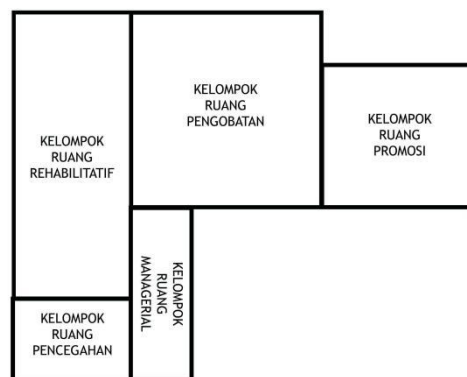 KELOMPOK
RUANG
REHABILITATIF
KELOMPOK
RUANG
PENGOBATAN
KELOMPOK
RUANG
PROMOSI
KELOMPOK
RUANG
MANAGERIAL
KELOMPOK
RUANG
PENCEGAHAN